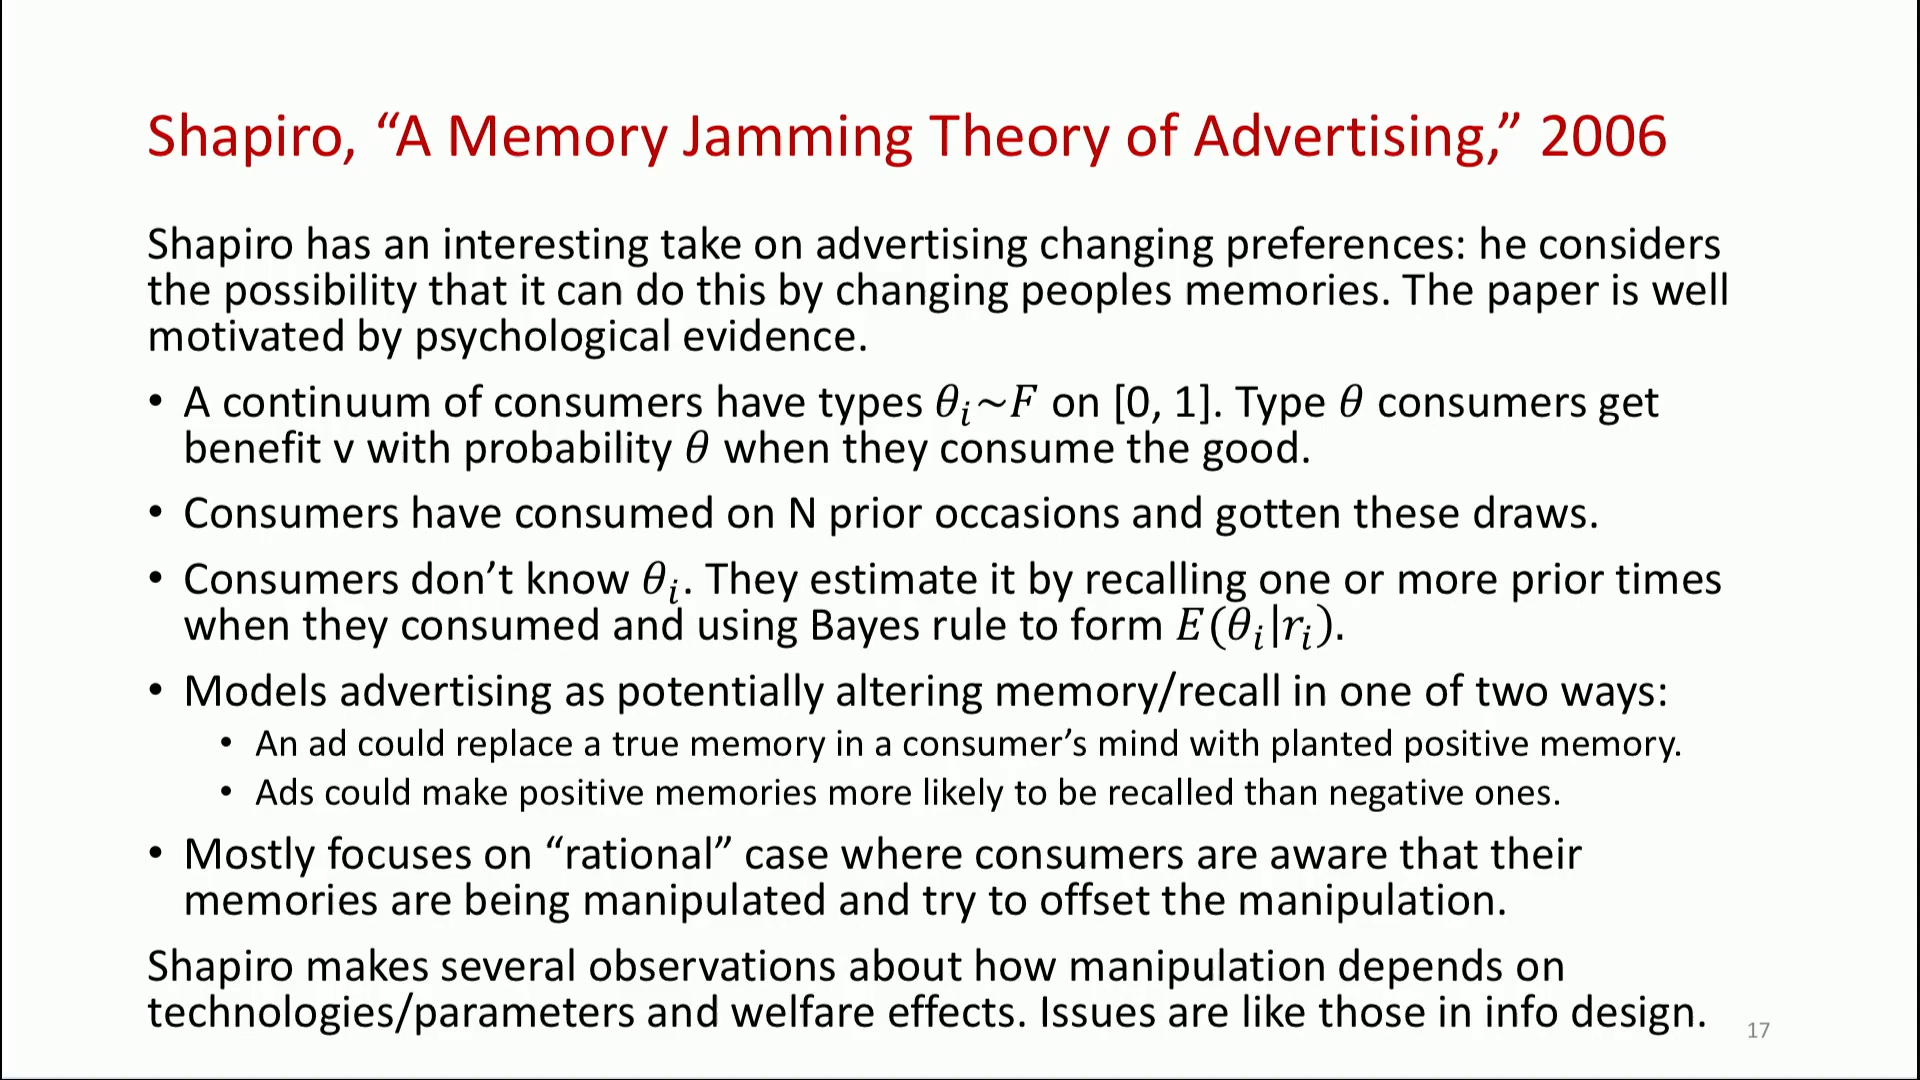 Shapiro, “A Memory Jamming Theory of Advertising,” 2006
Shapiro has an interesting take on advertising changing preferences: he considers
the possibility that it can do this by changing peoples memories. The paper is well
motivated by psychological evidence.
• A continuum of consumers have types θᵢ~F on [0, 1]. Type θ consumers get
benefit v with probability θ when they consume the good.
• Consumers have consumed on N prior occasions and gotten these draws.
• Consumers don’t know θᵢ. They estimate it by recalling one or more prior times
when they consumed and using Bayes rule to form E(θᵢ|rᵢ).
• Models advertising as potentially altering memory/recall in one of two ways:
• An ad could replace a true memory in a consumer’s mind with planted positive memory.
• Ads could make positive memories more likely to be recalled than negative ones.
• Mostly focuses on “rational” case where consumers are aware that their
memories are being manipulated and try to offset the manipulation.
Shapiro makes several observations about how manipulation depends on
technologies/parameters and welfare effects. Issues are like those in info design.
17